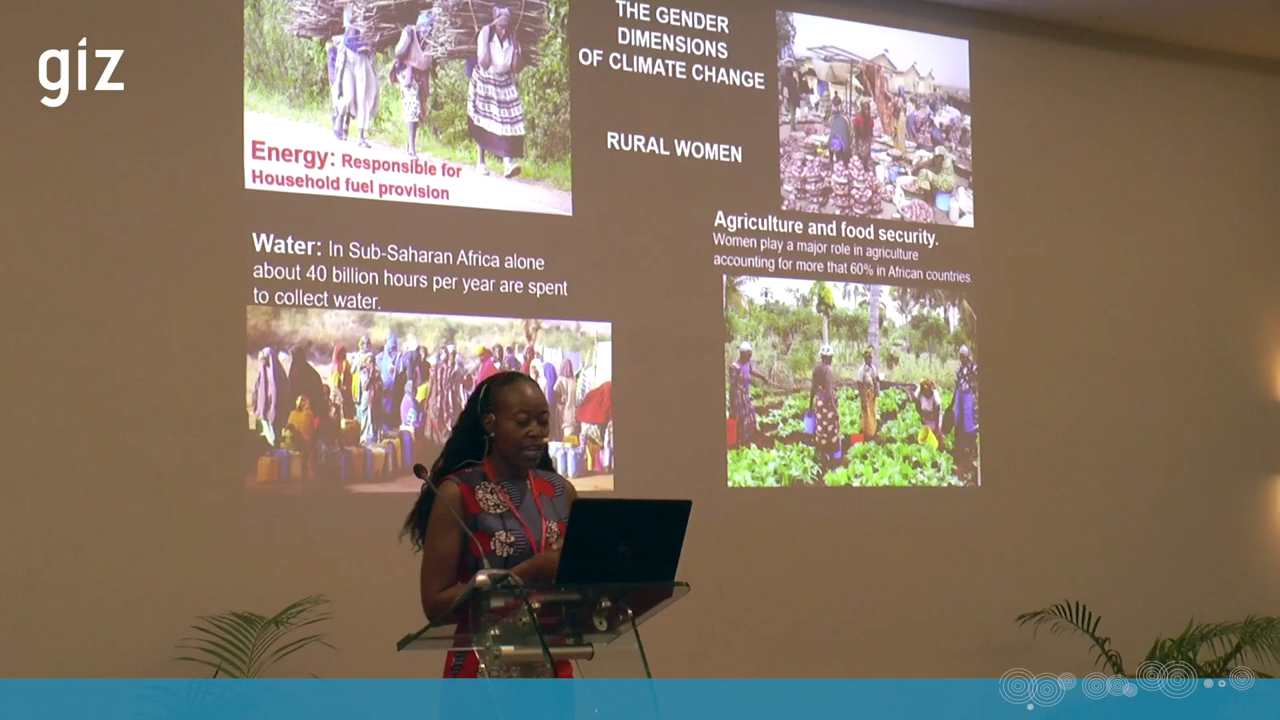 giz
THE GENDER
DIMENSIONS
OF CLIMATE CHANGE
RURAL WOMEN
Energy: Responsible for
Household fuel provision
Water: In Sub-Saharan Africa alone
about 40 billion hours per year are spent
to collect water.
Agriculture and food security.
Women play a major role in agriculture
accounting for more that 60% in African countries